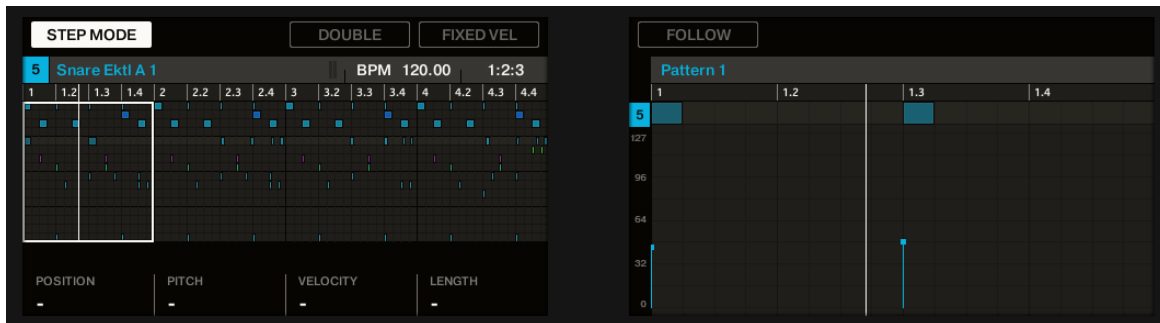 STEP MODE DOUBLE FIXED VEL
5 Snare Ektl A 1 BPM 120.00 1:2:3
1 1.2 1.3 1.4 2 2.2 2.3 2.4 3 3.2 3.3 3.4 4 4.2 4.3 4.4
POSITION PITCH VELOCITY LENGTH
- - - -
FOLLOW
Pattern 1
1 1.2 1.3 1.4
5
127
96
64
32
0